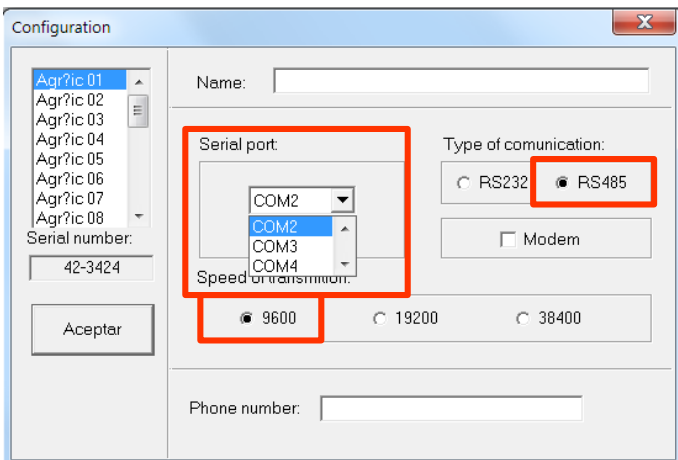 Configuration
Agr?ic 01
Agr?ic 02
Agr?ic 03
Agr?ic 04
Agr?ic 05
Agr?ic 06
Agr?ic 07
Agr?ic 08
Serial number:
42-3424
Aceptar
Name:
Serial port:
COM2
COM2
COM3
COM4
Type of comunication:
RS232 RS485
Modem
Speed of transmition:
9600 19200 38400
Phone number: